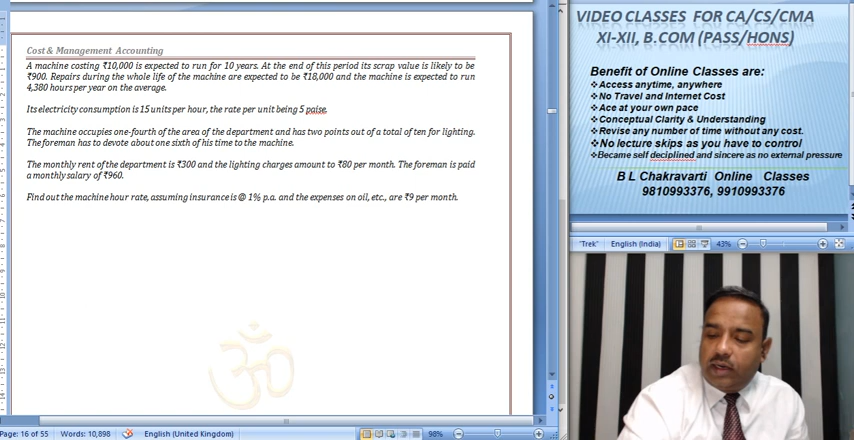 Cost & Management Accounting
A machine costing ₹10,000 is expected to run for 10 years. At the end of this period its scrap value is likely to be
₹900. Repairs during the whole life of the machine are expected to be ₹18,000 and the machine is expected to run
4,380 hours per year on the average.
Its electricity consumption is 15 units per hour, the rate per unit being 5 paise.
The machine occupies one-fourth of the area of the department and has two points out of a total of ten for lighting.
The foreman has to devote about one sixth of his time to the machine.
The monthly rent of the department is ₹300 and the lighting charges amount to ₹80 per month. The foreman is paid
a monthly salary of ₹960.
Find out the machine hour rate, assuming insurance is @ 1% p.a. and the expenses on oil, etc., are ₹9 per month.
Page: 16 of 55 Words: 10,898 English (United Kingdom) 98%
VIDEO CLASSES FOR CA/CS/CMA
XI-XII, B.COM (PASS/HONS)
Benefit of Online Classes are:
❖Access anytime, anywhere
❖No Travel and Internet Cost
❖Ace at your own pace
❖Conceptual Clarity & Understanding
❖Revise any number of time without any cost.
❖No lecture skips as you have to control
❖Became self deciplined and sincere as no external pressure
B L Chakravarti Online Classes
9810993376, 9910993376
"Trek" English (India) 43%